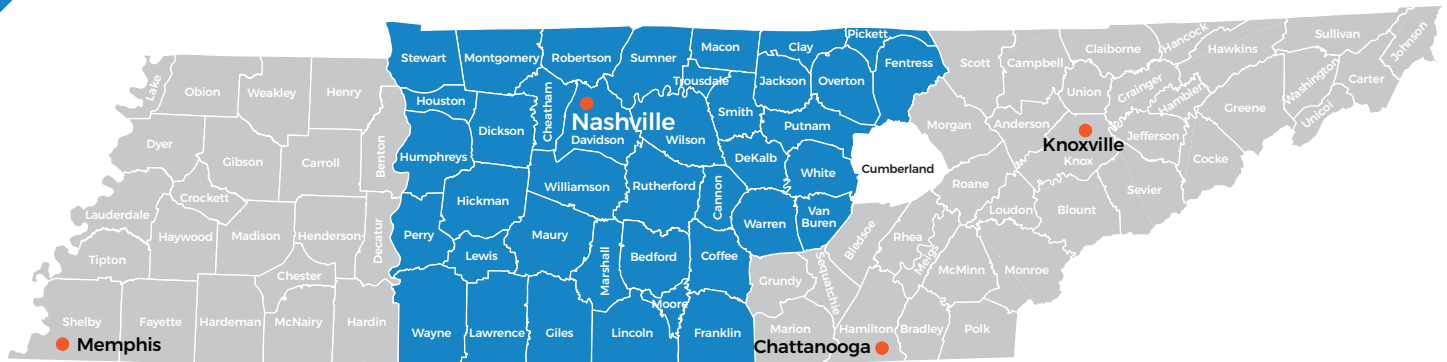 Lake
Obion
Weakley
Henry
Dyer
Gibson
Carroll
Benton
Crockett
Lauderdale
Haywood
Madison
Henderson
Decatur
Tipton
Chester
Shelby
Fayette
Hardeman
McNairy
Hardin
Memphis
Stewart
Montgomery
Robertson
Sumner
Macon
Clay
Pickett
Fentress
Trousdale
Jackson
Overton
Houston
Cheatham
Smith
Dickson
Nashville
Davidson
Wilson
Putnam
Humphreys
DeKalb
White
Cumberland
Williamson
Rutherford
Cannon
Hickman
Van
Buren
Warren
Perry
Maury
Lewis
Marshall
Bedford
Coffee
Moore
Wayne
Lawrence
Giles
Lincoln
Franklin
Scott
Campbell
Claiborne
Hancock
Hawkins
Sullivan
Johnson
Union
Grainger
Hamblen
Washington
Carter
Unicoi
Greene
Morgan
Anderson
Knoxville
Knox
Jefferson
Cocke
Sevier
Roane
Loudon
Blount
Bledsoe
Rhea
Meigs
McMinn
Monroe
Grundy
Sequatchie
Marion
Hamilton
Bradley
Polk
Chattanooga